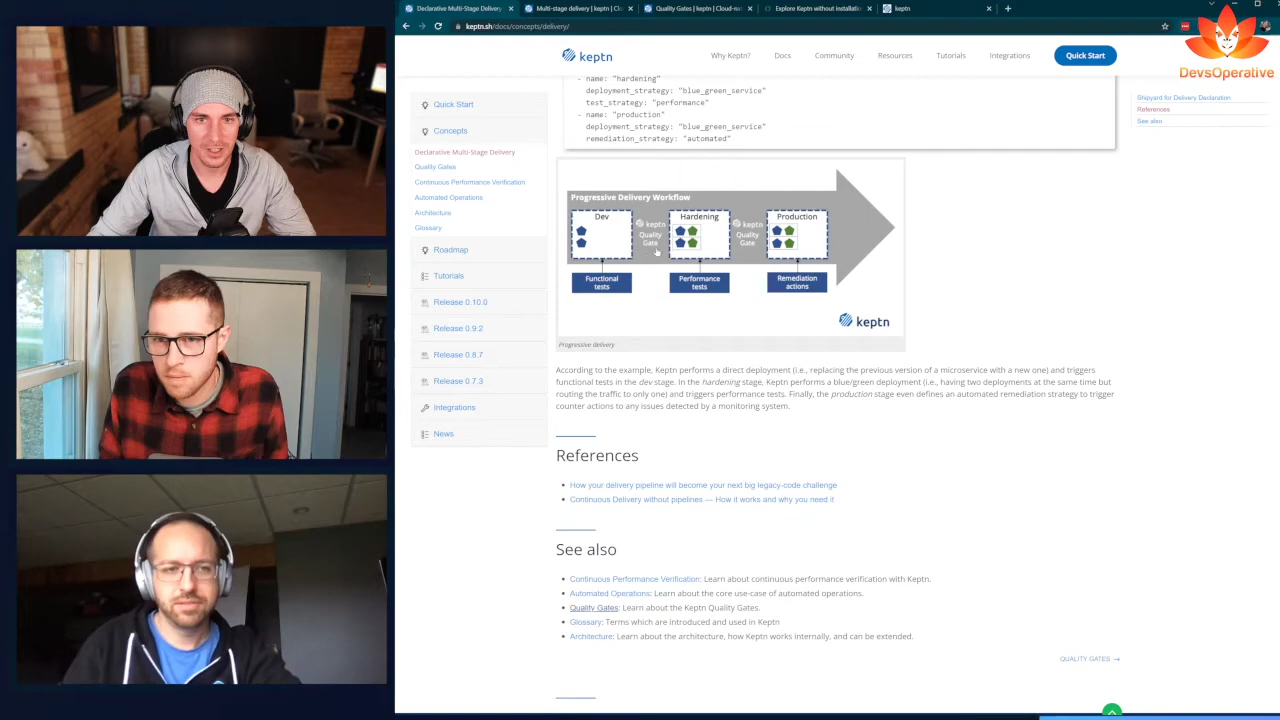 Declarative Multi-Stage Delivery
Multi-stage delivery | keptn | Clo
Quality Gates | keptn | Cloud-nat
Explore Keptn without installatio
keptn
keptn.sh/docs/concepts/delivery/
keptn
Why Keptn?
Docs
Community
Resources
Tutorials
Integrations
Quick Start
DevsOperative
Quick Start
Concepts
Declarative Multi-Stage Delivery
Quality Gates
Continuous Performance Verification
Automated Operations
Architecture
Glossary
Roadmap
Tutorials
Release 0.10.0
Release 0.9.2
Release 0.8.7
Release 0.7.3
Integrations
News
- name: "hardening"
deployment_strategy: "blue_green_service"
test_strategy: "performance"
- name: "production"
deployment_strategy: "blue_green_service"
remediation_strategy: "automated"
Progressive Delivery Workflow
Dev
keptn
Quality
Gate
Hardening
keptn
Quality
Gate
Production
Functional
tests
Performance
tests
Remediation
actions
keptn
Progressive delivery
According to the example, Keptn performs a direct deployment (i.e., replacing the previous version of a microservice with a new one) and triggers
functional tests in the dev stage. In the hardening stage, Keptn performs a blue/green deployment (i.e., having two deployments at the same time but
routing the traffic to only one) and triggers performance tests. Finally, the production stage even defines an automated remediation strategy to trigger
counter actions to any issues detected by a monitoring system.
References
How your delivery pipeline will become your next big legacy-code challenge
Continuous Delivery without pipelines — How it works and why you need it
See also
Continuous Performance Verification: Learn about continuous performance verification with Keptn.
Automated Operations: Learn about the core use-case of automated operations.
Quality Gates: Learn about the Keptn Quality Gates.
Glossary: Terms which are introduced and used in Keptn
Architecture: Learn about the architecture, how Keptn works internally, and can be extended.
QUALITY GATES →
Shipyard for Delivery Declaration
References
See also